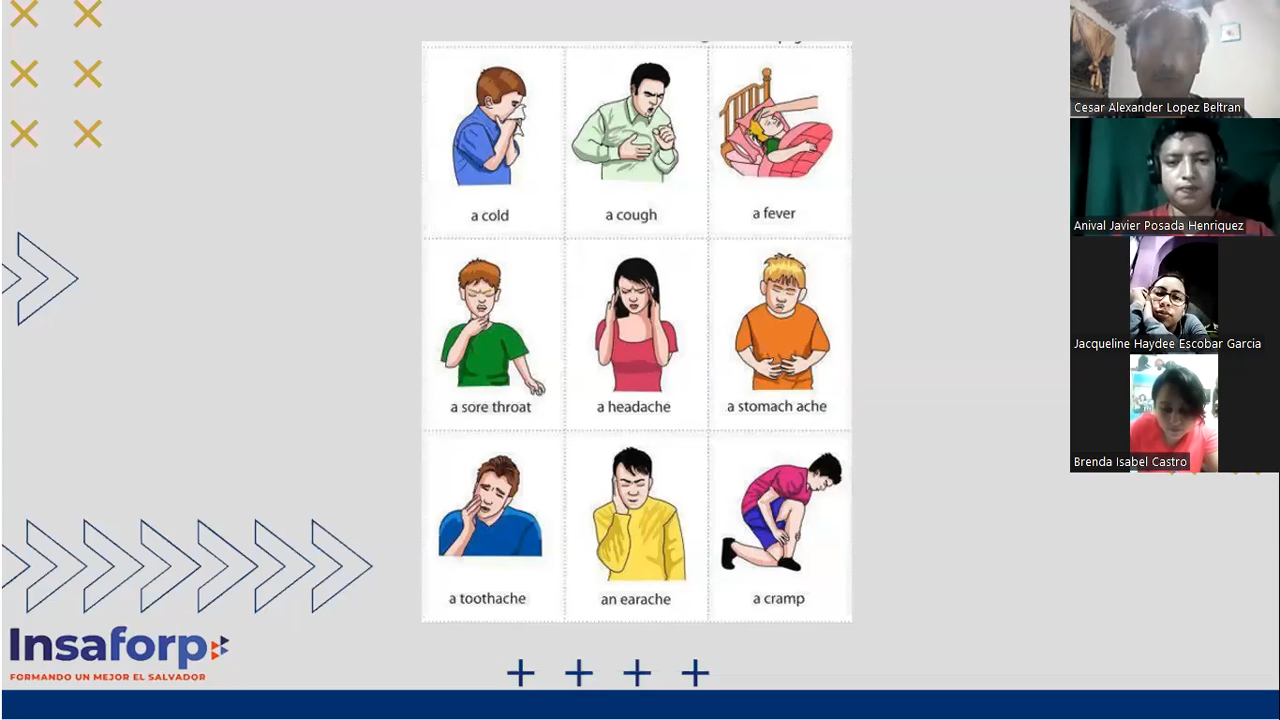 a cold
a cough
a fever
a sore throat
a headache
a stomach ache
a toothache
an earache
a cramp
Insaforp
FORMANDO UN MEJOR EL SALVADOR
Cesar Alexander Lopez Beltran
Anival Javier Posada Henriquez
Jacqueline Haydee Escobar Garcia
Brenda Isabel Castro